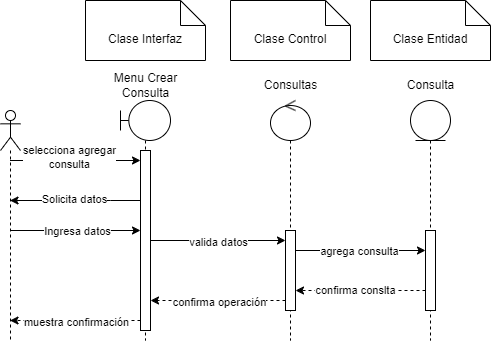 Clase Interfaz
Clase Control
Clase Entidad
Menu Crear
Consulta
Consultas
Consulta
selecciona agregar
consulta
Solicita datos
Ingresa datos
valida datos
agrega consulta
confirma conslta
confirma operación
muestra confirmación